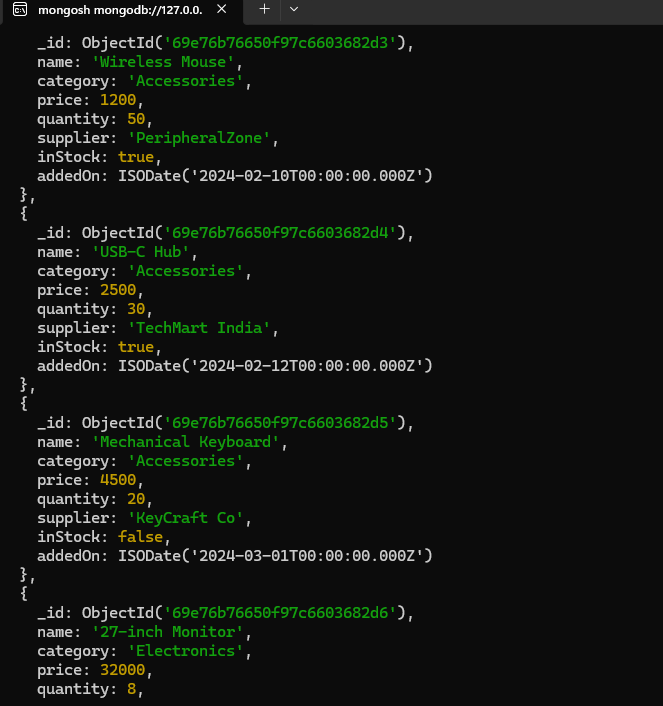 mongosh mongodb://127.0.0.
_id: ObjectId('69e76b76650f97c6603682d3'),
name: 'Wireless Mouse',
category: 'Accessories',
price: 1200,
quantity: 50,
supplier: 'PeripheralZone',
inStock: true,
addedOn: ISODate('2024-02-10T00:00:00.000Z')
},
{
_id: ObjectId('69e76b76650f97c6603682d4'),
name: 'USB-C Hub',
category: 'Accessories',
price: 2500,
quantity: 30,
supplier: 'TechMart India',
inStock: true,
addedOn: ISODate('2024-02-12T00:00:00.000Z')
},
{
_id: ObjectId('69e76b76650f97c6603682d5'),
name: 'Mechanical Keyboard',
category: 'Accessories',
price: 4500,
quantity: 20,
supplier: 'KeyCraft Co',
inStock: false,
addedOn: ISODate('2024-03-01T00:00:00.000Z')
},
{
_id: ObjectId('69e76b76650f97c6603682d6'),
name: '27-inch Monitor',
category: 'Electronics',
price: 32000,
quantity: 8,